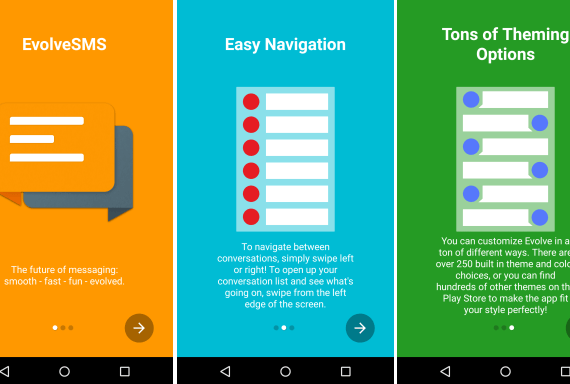 EvolveSMS
The future of messaging:
smooth - fast - fun - evolved.
Easy Navigation
To navigate between
conversations, simply swipe left
or right! To open up your
conversation list and see what's
going on, swipe from the left
edge of the screen.
Tons of Theming
Options
You can customize Evolve in a
ton of different ways. There are
over 250 built in theme and
choices, or you can find
hundreds of other themes on
Play Store to make the app fit
your style perfectly!